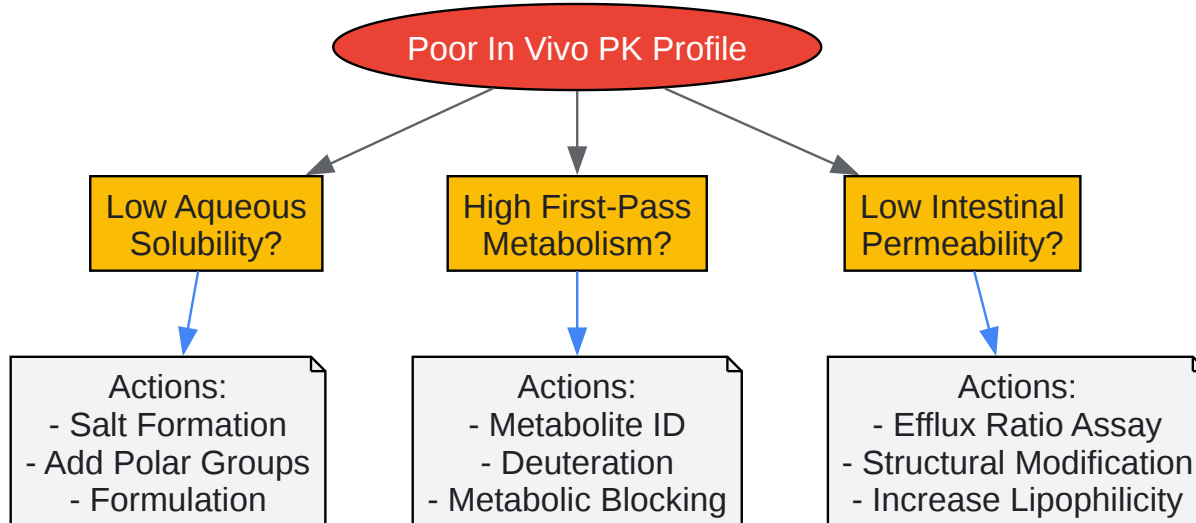 Poor In Vivo PK Profile
Low Aqueous
Solubility?
High First-Pass
Metabolism?
Low Intestinal
Permeability?
Actions:
- Salt Formation
- Add Polar Groups
- Formulation
Actions:
- Metabolite ID
- Deuteration
- Metabolic Blocking
Actions:
- Efflux Ratio Assay
- Structural Modification
- Increase Lipophilicity